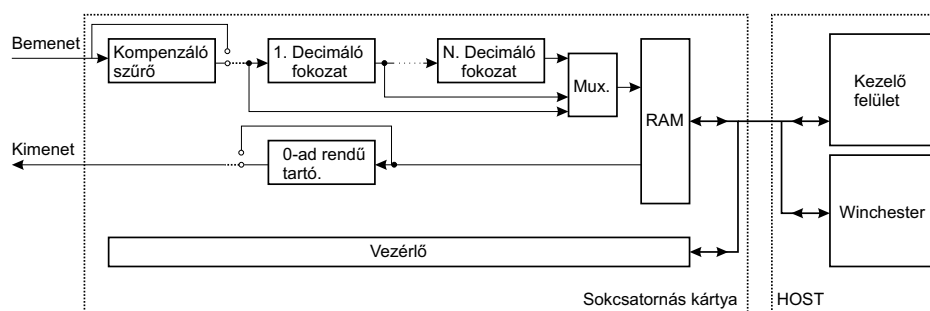 Bemenet
Kompenzáló
szűrő
1. Decimáló
fokozat
N. Decimáló
fokozat
Mux.
RAM
Kezelő
felület
Kimenet
0-ad rendű
tartó.
Winchester
Vezérlő
Sokcsatornás kártya
HOST